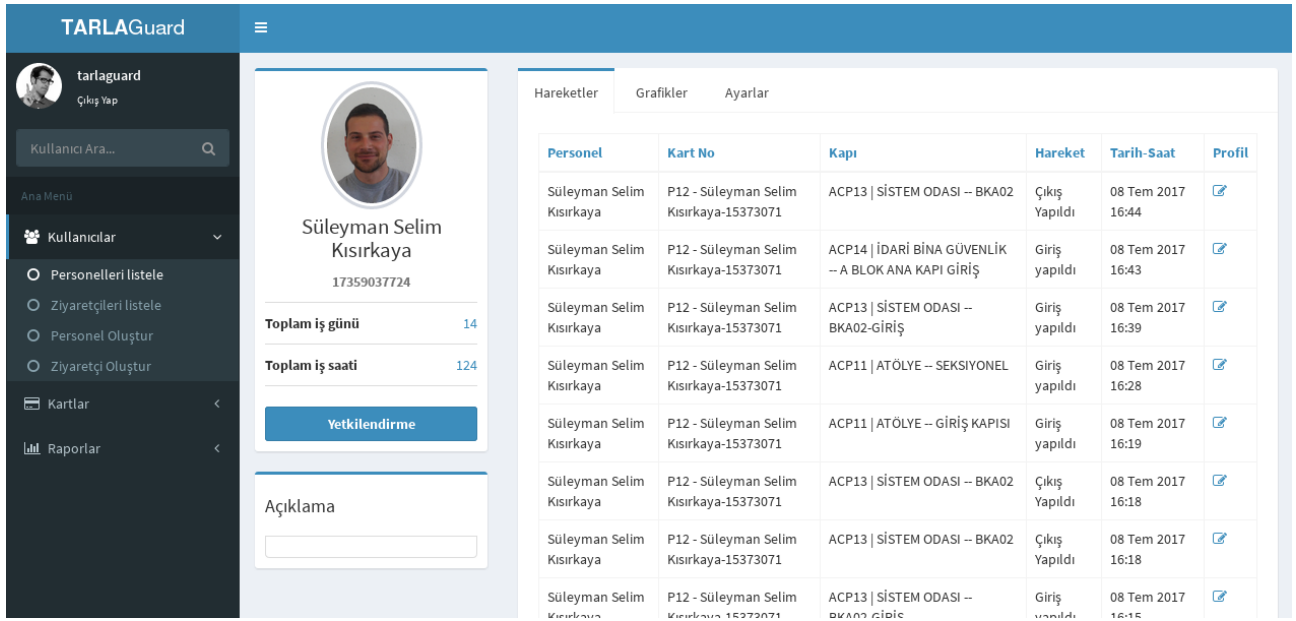 TARLAGuard
tarlaguard
Çıkış Yap
Kullanıcı Ara...
Ana Menü
Kullanıcılar
Personelleri listele
Ziyaretçileri listele
Personel Oluştur
Ziyaretçi Oluştur
Kartlar
Raporlar
Süleyman Selim
Kısırkaya
17359037724
Toplam iş günü 14
Toplam iş saati 124
Yetkilendirme
Açıklama
Hareketler Grafikler Ayarlar
Personel Kart No Kapı Hareket Tarih-Saat Profil
Süleyman Selim P12 - Süleyman Selim ACP13 | SİSTEM ODASI -- BKA02 Çıkış 08 Tem 2017
Kısırkaya Kısırkaya-15373071 Yapıldı 16:44
Süleyman Selim P12 - Süleyman Selim ACP14 | İDARİ BİNA GÜVENLİK Giriş 08 Tem 2017
Kısırkaya Kısırkaya-15373071 -- A BLOK ANA KAPI GİRİŞ yapıldı 16:43
Süleyman Selim P12 - Süleyman Selim ACP13 | SİSTEM ODASI -- Giriş 08 Tem 2017
Kısırkaya Kısırkaya-15373071 BKA02-GİRİŞ yapıldı 16:39
Süleyman Selim P12 - Süleyman Selim ACP11 | ATÖLYE -- SEKSIYONEL Giriş 08 Tem 2017
Kısırkaya Kısırkaya-15373071 yapıldı 16:28
Süleyman Selim P12 - Süleyman Selim ACP11 | ATÖLYE -- GİRİŞ KAPISI Giriş 08 Tem 2017
Kısırkaya Kısırkaya-15373071 yapıldı 16:19
Süleyman Selim P12 - Süleyman Selim ACP13 | SİSTEM ODASI -- BKA02 Çıkış 08 Tem 2017
Kısırkaya Kısırkaya-15373071 Yapıldı 16:18
Süleyman Selim P12 - Süleyman Selim ACP13 | SİSTEM ODASI -- BKA02 Çıkış 08 Tem 2017
Kısırkaya Kısırkaya-15373071 Yapıldı 16:18
Süleyman Selim P12 - Süleyman Selim ACP13 | SİSTEM ODASI -- Giriş 08 Tem 2017
Kısırkaya Kısırkaya-15373071 BKA02-GİRİŞ yapıldı 16:15